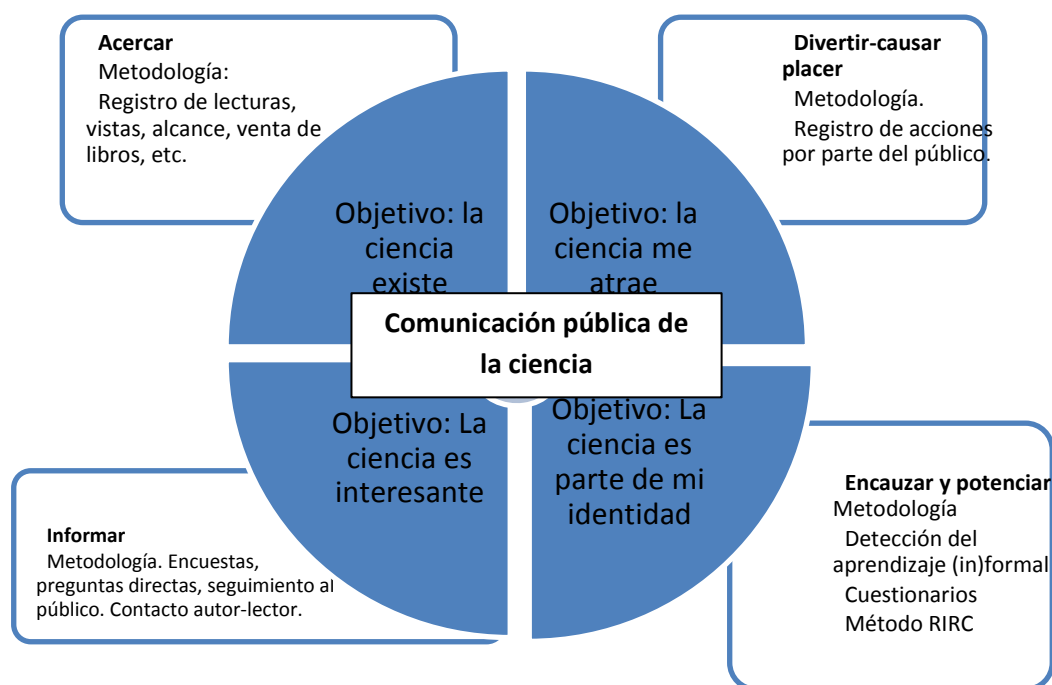 Acercar
Metodología:
Registro de lecturas,
vistas, alcance, venta de
libros, etc.
Divertir-causar
placer
Metodología.
Registro de acciones
por parte del público.
Objetivo: la
ciencia
existe
Objetivo: la
ciencia me
atrae
Comunicación pública de
la ciencia
Objetivo: La
ciencia es
interesante
Objetivo: La
ciencia es
parte de mi
identidad
Informar
Metodología. Encuestas,
preguntas directas, seguimiento al
público. Contacto autor-lector.
Encauzar y potenciar
Metodología
Detección del
aprendizaje (in)formal
Cuestionarios
Método RIRC